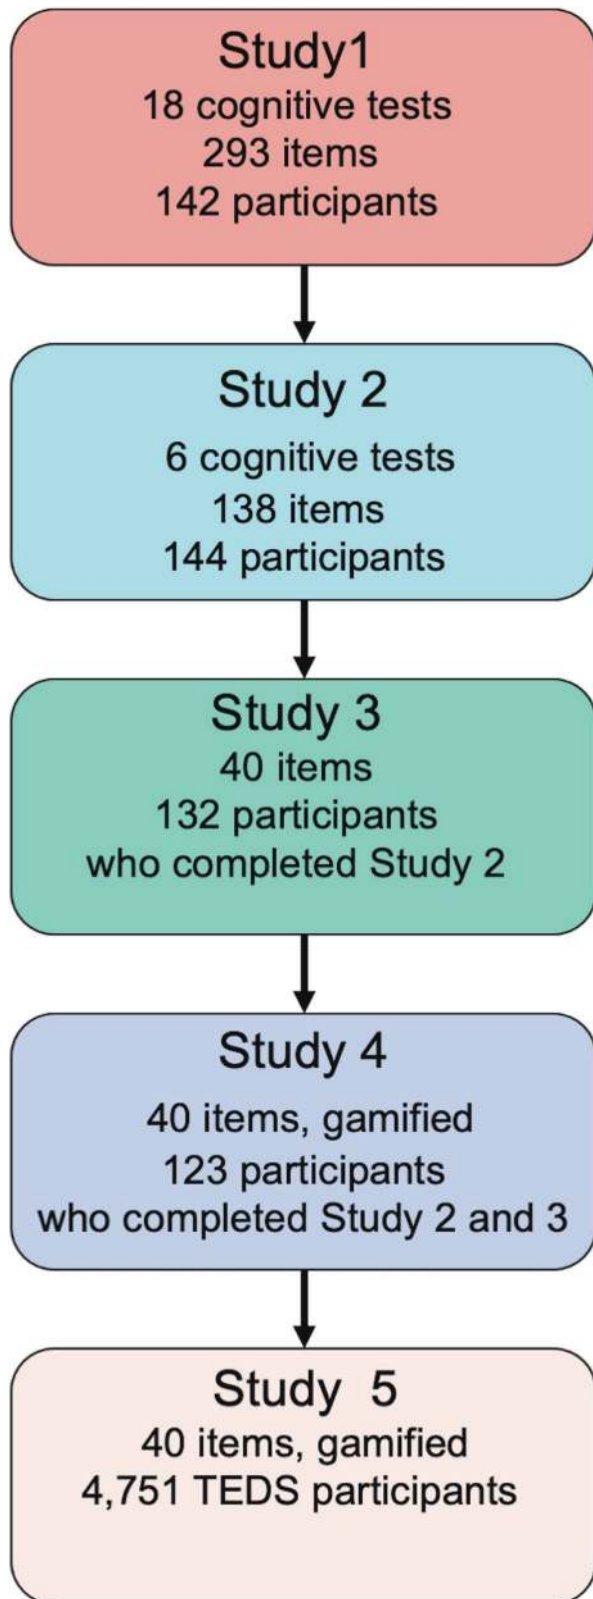 Study1
18 cognitive tests
293 items
142 participants
Study 2
6 cognitive tests
138 items
144 participants
Study 3
40 items
132 participants
who completed Study 2
Study 4
40 items, gamified
123 participants
who completed Study 2 and 3
Study 5
40 items, gamified
4,751 TEDS participants